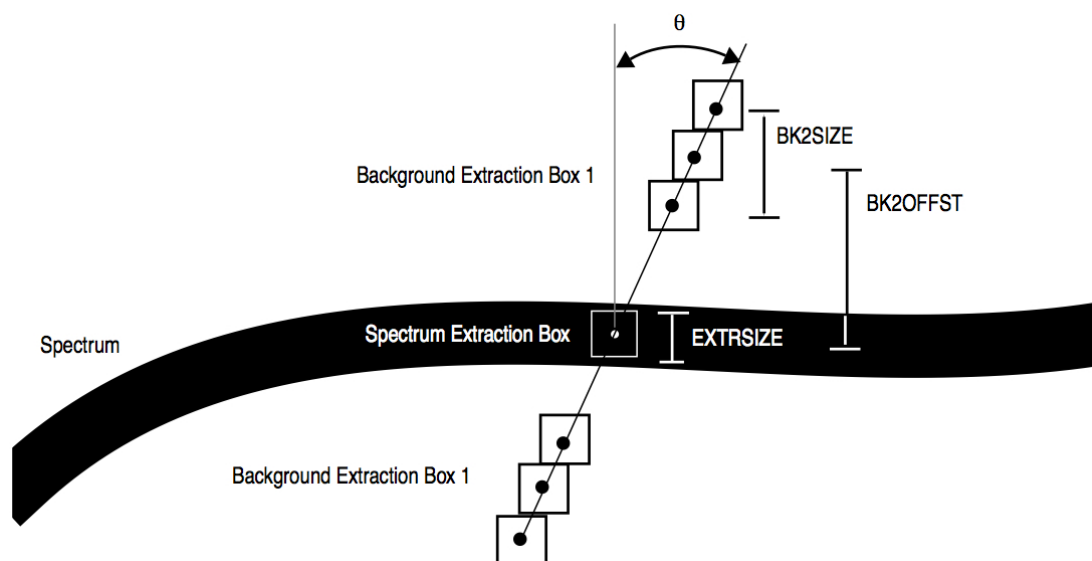 θ
BK2SIZE
Background Extraction Box 1
BK2OFFST
Spectrum
Spectrum Extraction Box
EXTRSIZE
Background Extraction Box 1